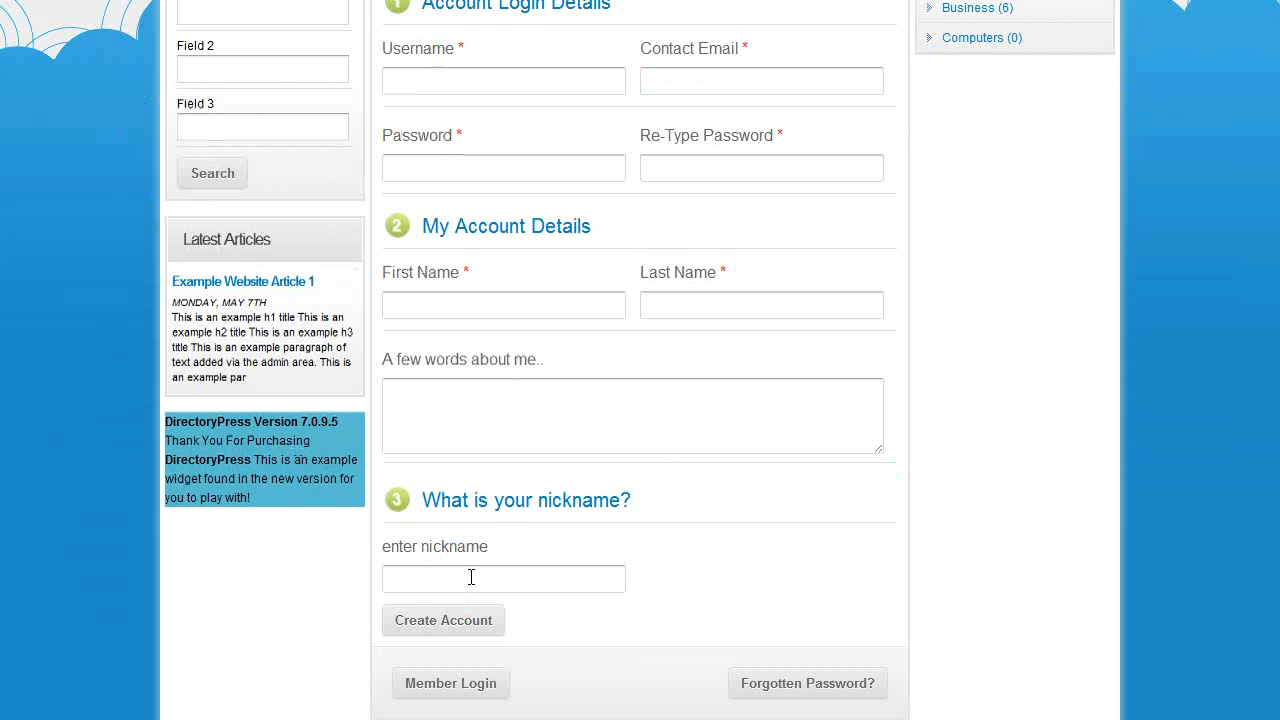 Field 2
Field 3
Search
Latest Articles
Example Website Article 1
MONDAY, MAY 7TH
This is an example h1 title This is an
example h2 title This is an example h3
title This is an example paragraph of
text added via the admin area. This is
an example par
DirectoryPress Version 7.0.9.5
Thank You For Purchasing
DirectoryPress This is an example
widget found in the new version for
you to play with!
1 Account Login Details
Username * Contact Email *
Password * Re-Type Password *
2 My Account Details
First Name * Last Name *
A few words about me..
3 What is your nickname?
enter nickname
Create Account
Member Login Forgotten Password?
Business (6)
Computers (0)